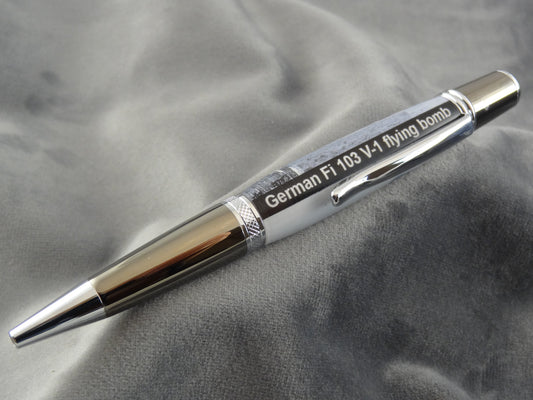 German Fi 103 V-1 flying bomb